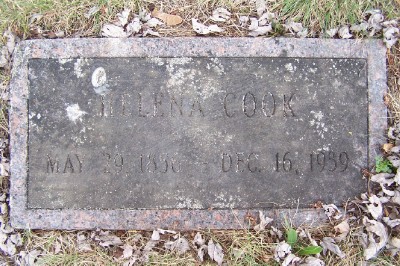 HELENA COOK
MAY 29 - DEC. 16, 1959